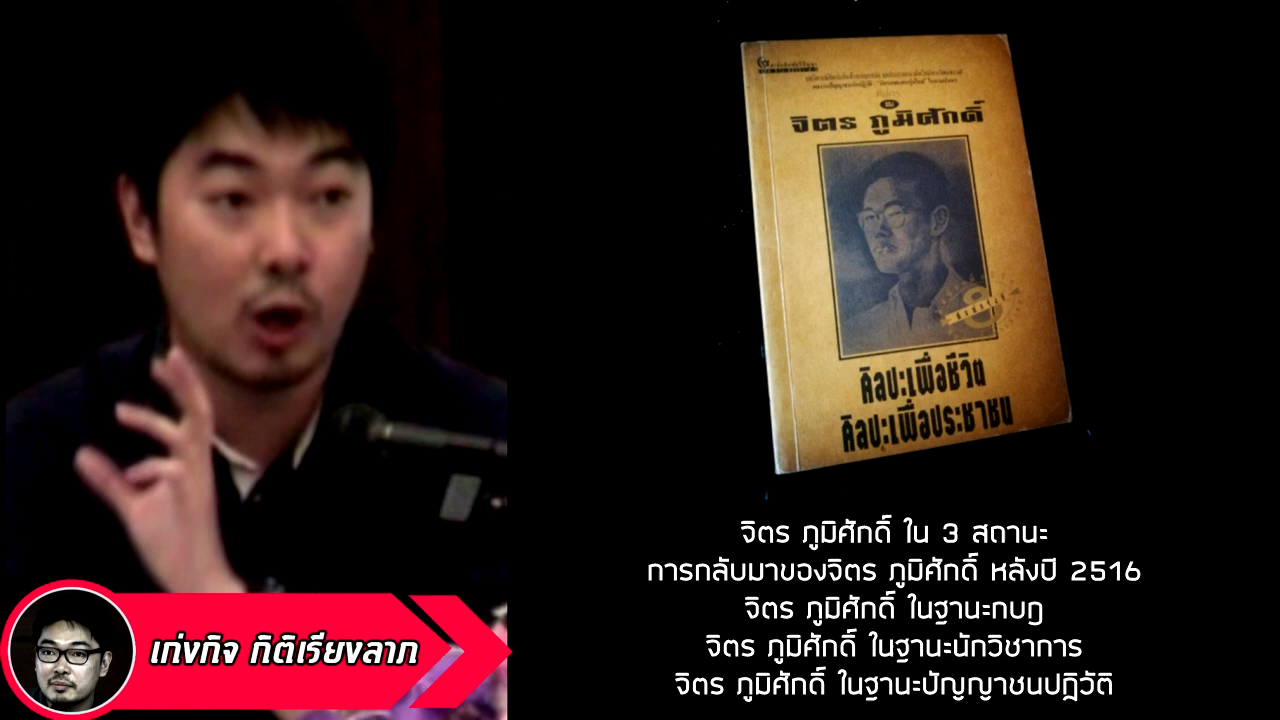 จิตร ภูมิศักดิ์
ศิลปะเพื่อชีวิต
ศิลปะเพื่อประชาชน
จิตร ภูมิศักดิ์ ใน 3 สถานะ
การกลับมาของจิตร ภูมิศักดิ์ หลังปี 2516
จิตร ภูมิศักดิ์ ในฐานะกบฏ
จิตร ภูมิศักดิ์ ในฐานะนักวิชาการ
จิตร ภูมิศักดิ์ ในฐานะปัญญาชนปฎิวัติ
เก่งกิจ กิติเรียงลาภ